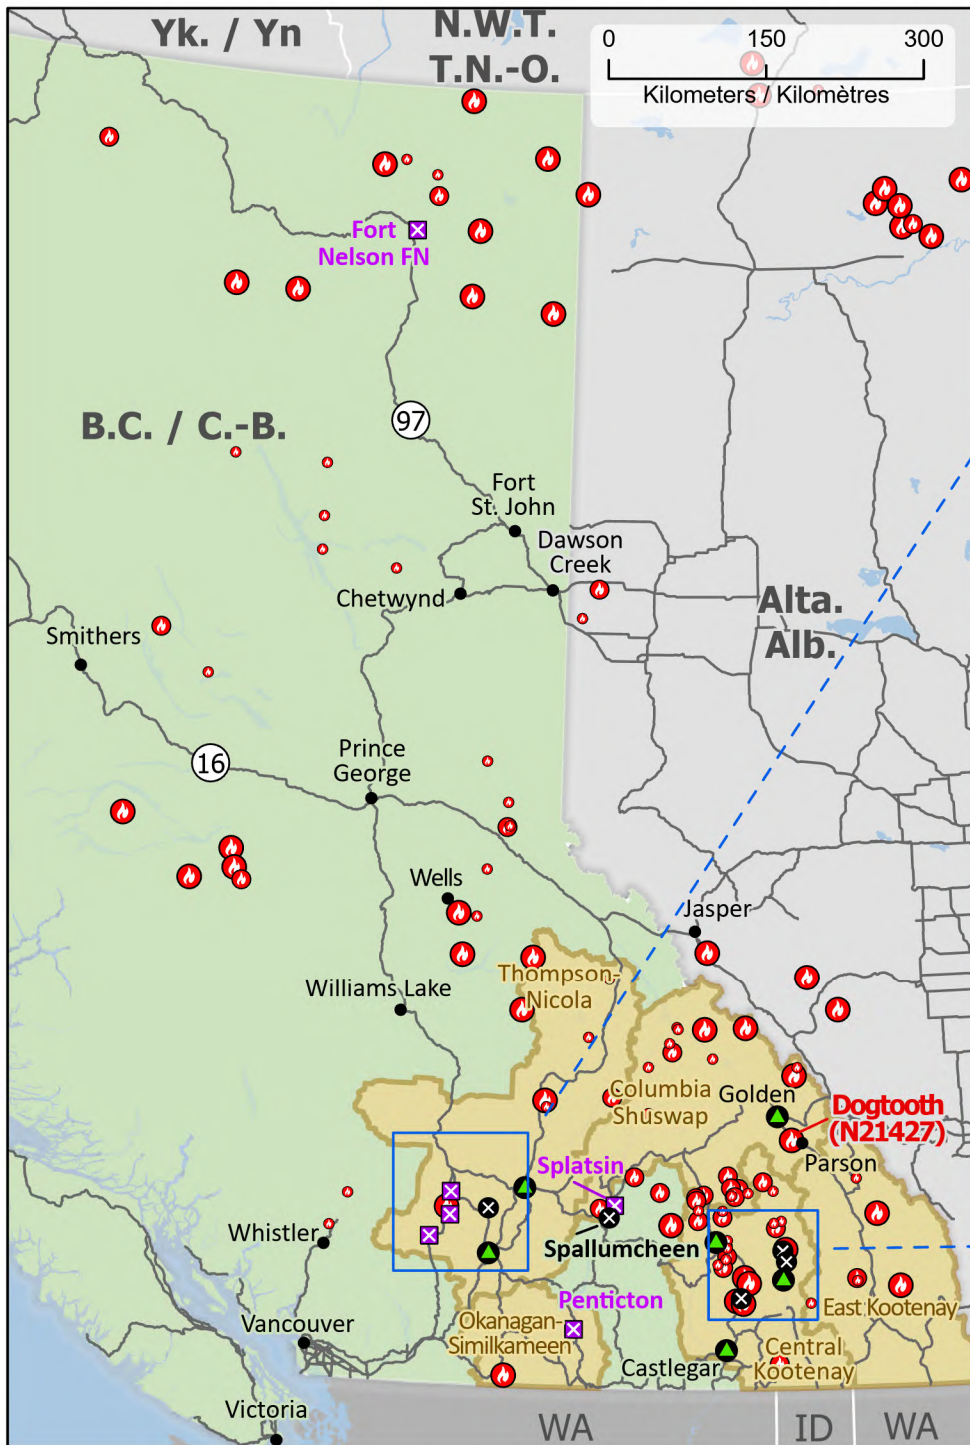 Yk. / Yn
N.W.T.
T.N.-O.
0 150 300
Kilometers / Kilomètres
Fort
Nelson FN
B.C. / C.-B.
97
Fort
St. John
Dawson
Creek
Chetwynd
Alta.
Alb.
Smithers
Prince
George
16
Wells
Jasper
Williams Lake
Thompson-
Nicola
Columbia
Shuswap
Golden
Dogtooth
(N21427)
Parson
Splatsin
Whistler
Spallumcheen
Penticton
East Kootenay
Vancouver
Okanagan-
Similkameen
Castlegar
Central
Kootenay
Victoria
WA
ID
WA